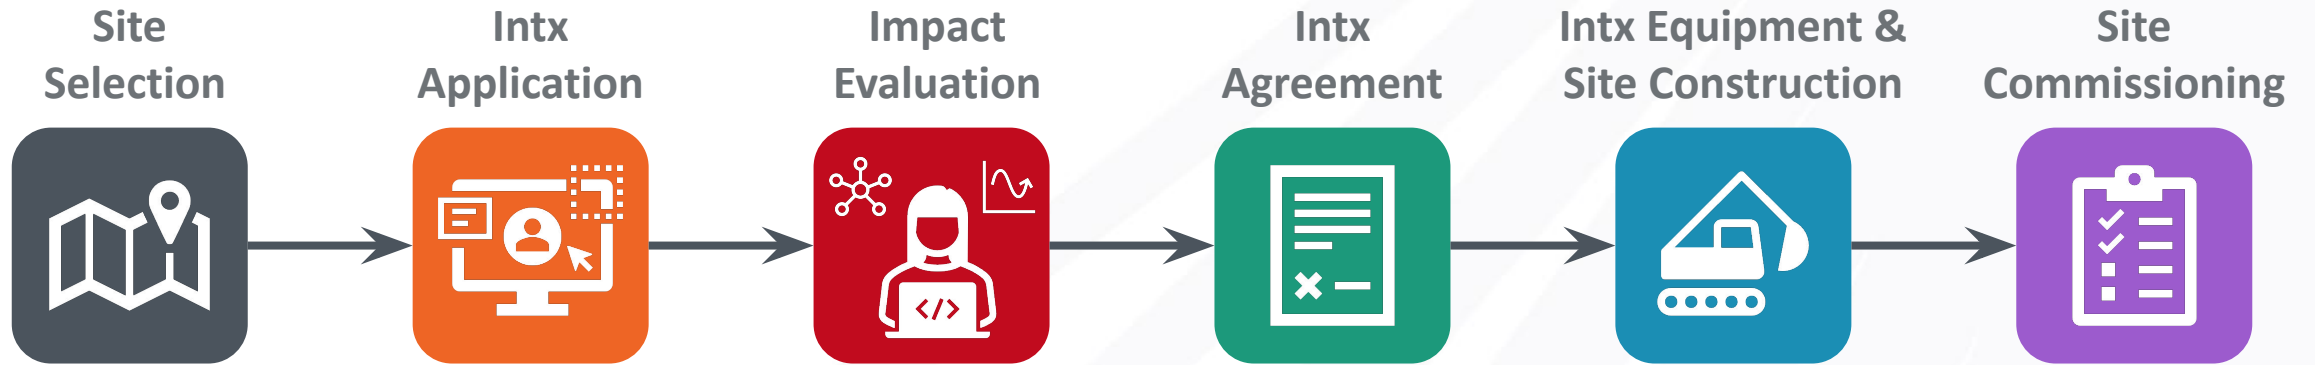 Site
Selection
Intx
Application
Impact
Evaluation
Intx
Agreement
Intx Equipment &
Site Construction
Site
Commissioning
</>